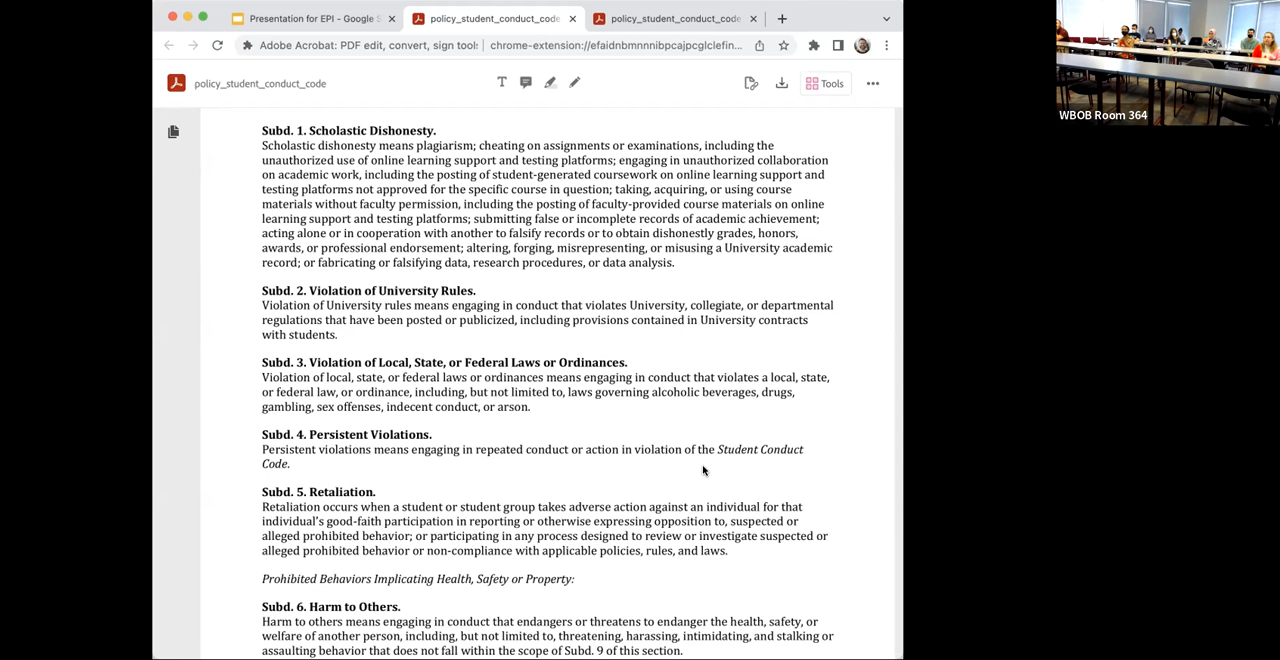 Presentation for EPI - Google S
policy_student_conduct_code
policy_student_conduct_code
Adobe Acrobat: PDF edit, convert, sign tools
chrome-extension://efaidnbmnnnibpcajpcglclefin...
policy_student_conduct_code
Tools
Subd. 1. Scholastic Dishonesty.
Scholastic dishonesty means plagiarism; cheating on assignments or examinations, including the
unauthorized use of online learning support and testing platforms; engaging in unauthorized collaboration
on academic work, including the posting of student-generated coursework on online learning support and
testing platforms not approved for the specific course in question; taking, acquiring, or using course
materials without faculty permission, including the posting of faculty-provided course materials on online
learning support and testing platforms; submitting false or incomplete records of academic achievement;
acting alone or in cooperation with another to falsify records or to obtain dishonestly grades, honors,
awards, or professional endorsement; altering, forging, misrepresenting, or misusing a University academic
record; or fabricating or falsifying data, research procedures, or data analysis.
Subd. 2. Violation of University Rules.
Violation of University rules means engaging in conduct that violates University, collegiate, or departmental
regulations that have been posted or publicized, including provisions contained in University contracts
with students.
Subd. 3. Violation of Local, State, or Federal Laws or Ordinances.
Violation of local, state, or federal laws or ordinances means engaging in conduct that violates a local, state,
or federal law, or ordinance, including, but not limited to, laws governing alcoholic beverages, drugs,
gambling, sex offenses, indecent conduct, or arson.
Subd. 4. Persistent Violations.
Persistent violations means engaging in repeated conduct or action in violation of the Student Conduct
Code.
Subd. 5. Retaliation.
Retaliation occurs when a student or student group takes adverse action against an individual for that
individual's good-faith participation in reporting or otherwise expressing opposition to, suspected or
alleged prohibited behavior; or participating in any process designed to review or investigate suspected or
alleged prohibited behavior or non-compliance with applicable policies, rules, and laws.
Prohibited Behaviors Implicating Health, Safety or Property:
Subd. 6. Harm to Others.
Harm to others means engaging in conduct that endangers or threatens to endanger the health, safety, or
welfare of another person, including, but not limited to, threatening, harassing, intimidating, and stalking or
assaulting behavior that does not fall within the scope of Subd. 9 of this section.
WBOB Room 364